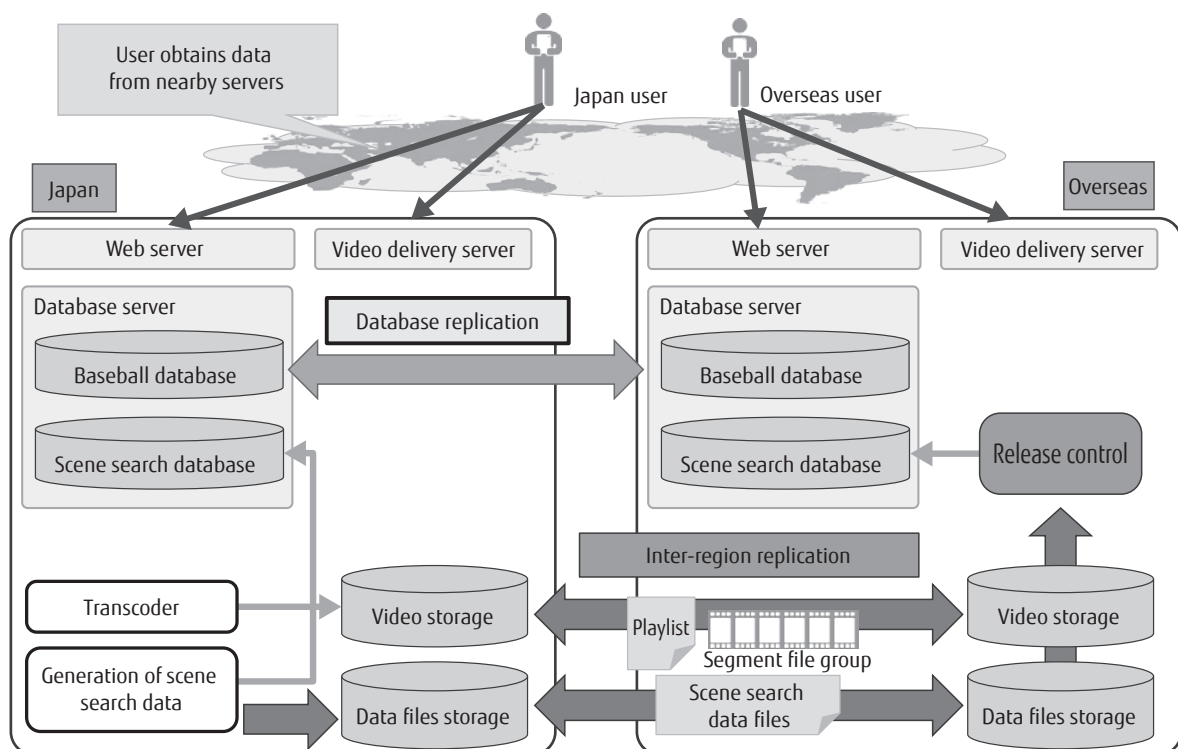 User obtains data
from nearby servers
Japan user
Overseas user
Japan
Overseas
Web server
Video delivery server
Web server
Video delivery server
Database server
Database server
Database replication
Baseball database
Baseball database
Scene search database
Scene search database
Release control
Inter-region replication
Transcoder
Video storage
Playlist
Segment file group
Video storage
Generation of scene
search data
Data files storage
Scene search
data files
Data files storage